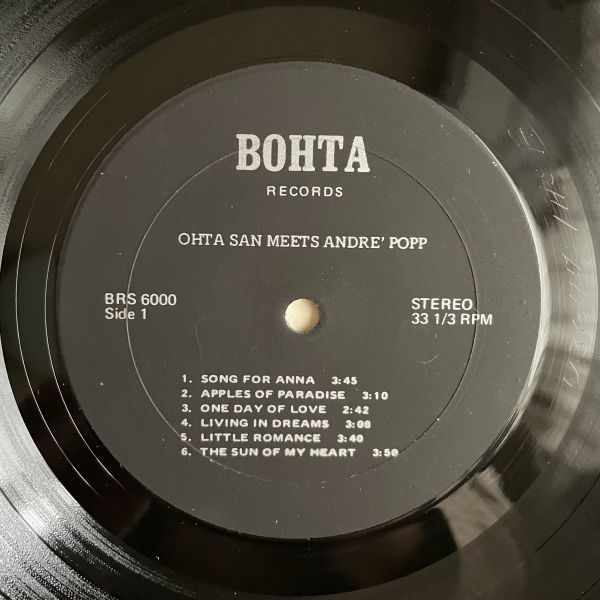 BOHTA
RECORDS
OHTA SAN MEETS ANDRE' POPP
BRS 6000
Side 1
STEREO
33 1/3 RPM
1. SONG FOR ANNA 3:45
2. APPLES OF PARADISE 3:10
3. ONE DAY OF LOVE 2:42
4. LIVING IN DREAMS 3:08
5. LITTLE ROMANCE 3:40
6. THE SUN OF MY HEART 3:50